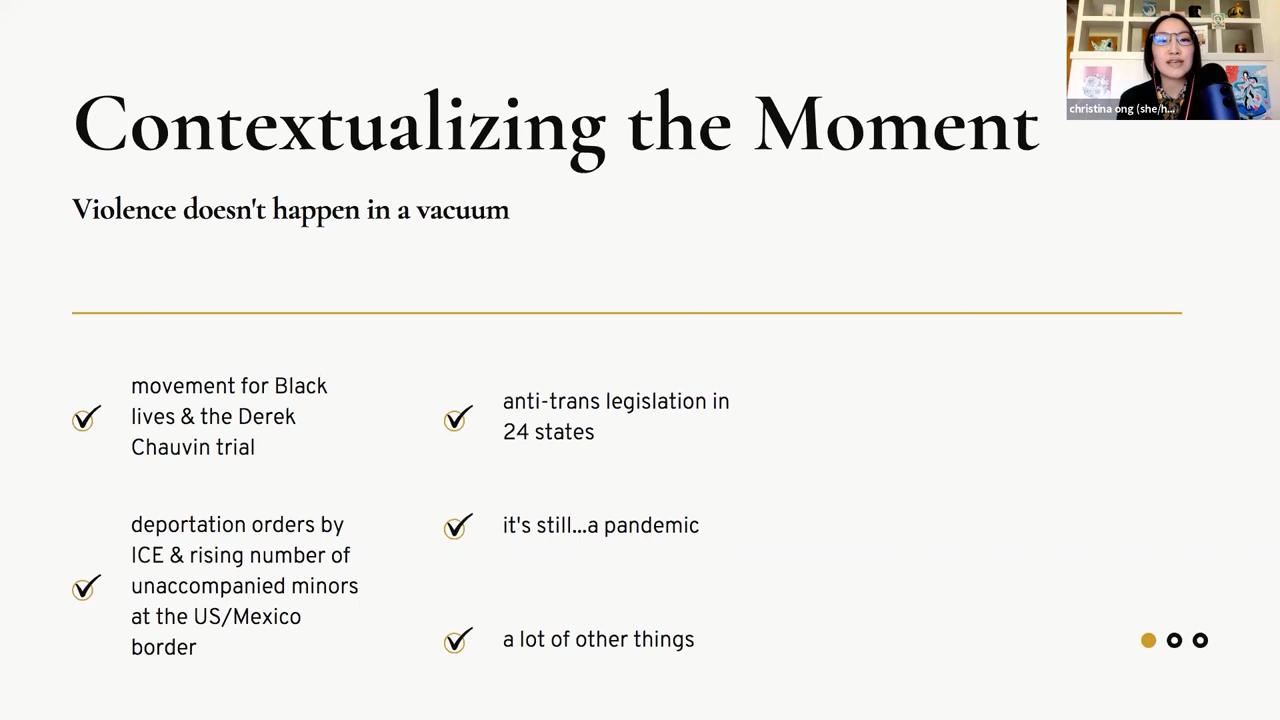 Contextualizing the Moment
christina ong (she/h...
Violence doesn't happen in a vacuum
movement for Black
lives & the Derek
Chauvin trial
deportation orders by
ICE & rising number of
unaccompanied minors
at the US/Mexico
border
anti-trans legislation in
24 states
it's still...a pandemic
a lot of other things